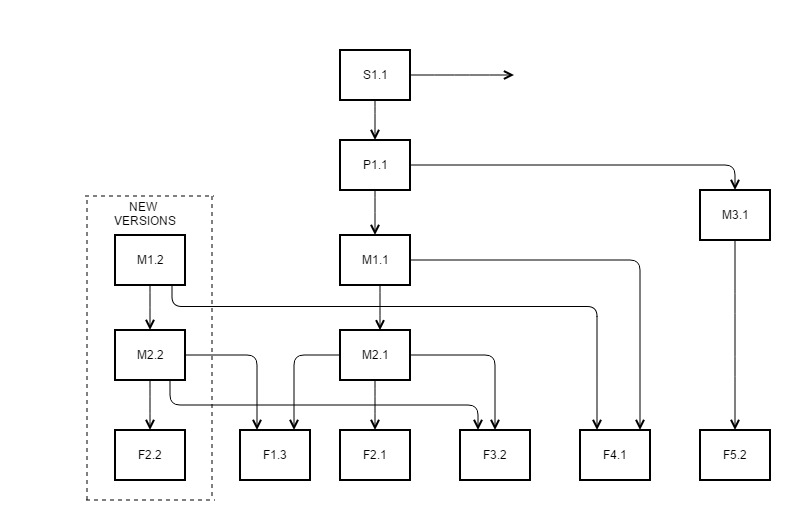 S1.1
P1.1
NEW
VERSIONS
M3.1
M1.2
M1.1
M2.2
M2.1
F2.2
F1.3
F2.1
F3.2
F4.1
F5.2